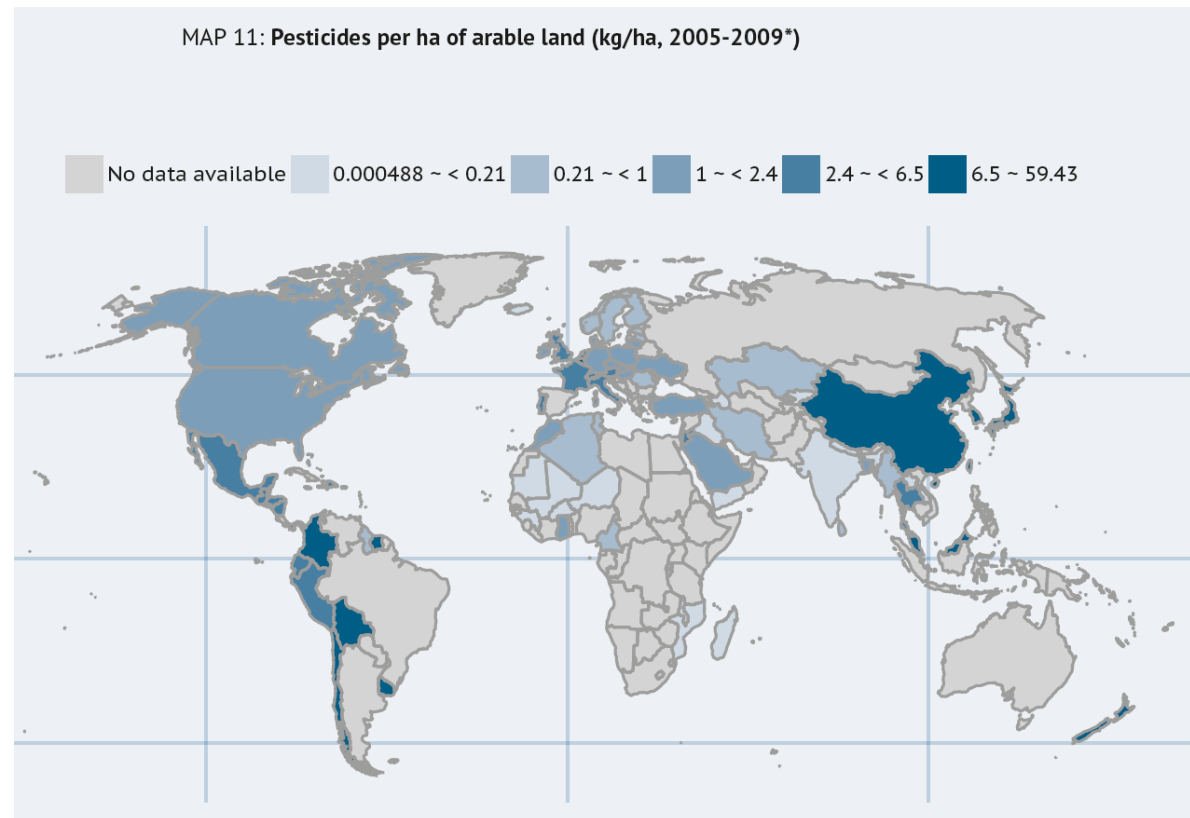 MAP 11: Pesticides per ha of arable land (kg/ha, 2005-2009*)
No data available 0.000488 ~ < 0.21 0.21 ~ < 1 1 ~ < 2.4 2.4 ~ < 6.5 6.5 ~ 59.43